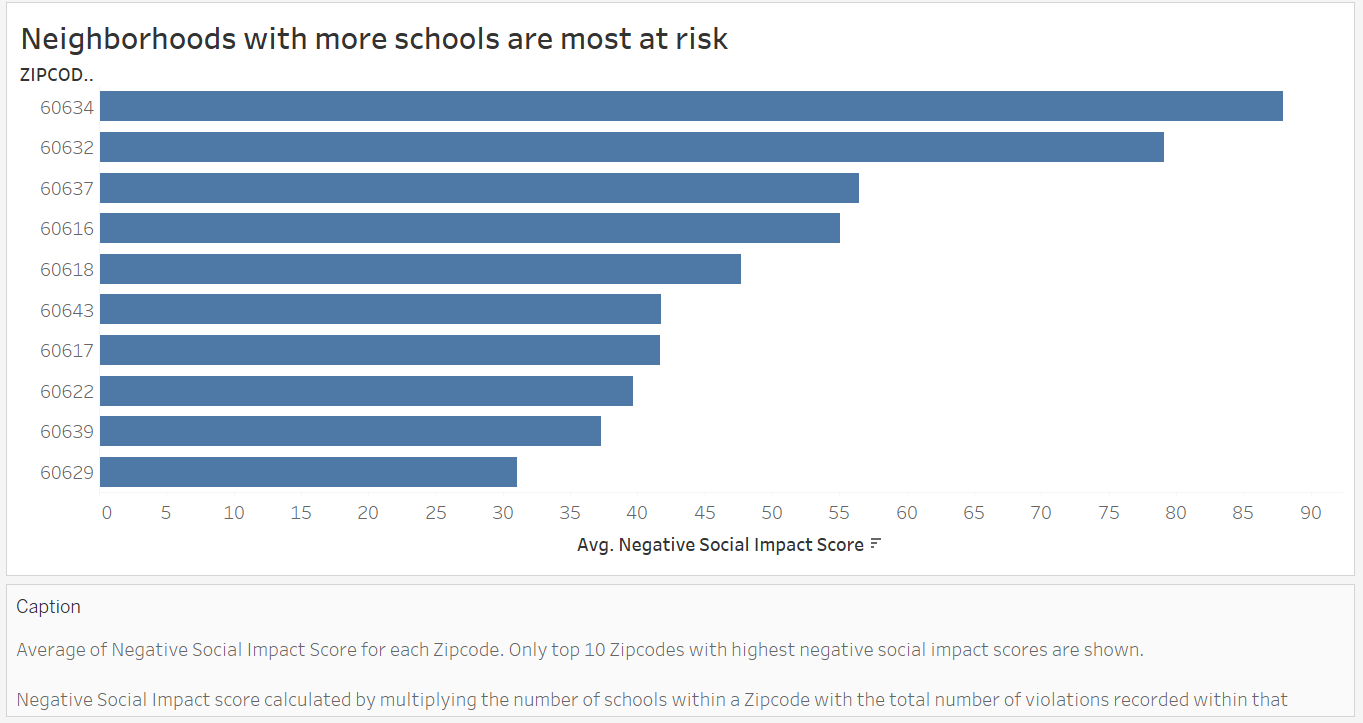 Neighborhoods with more schools are most at risk
ZIPCOD..
60634
60632
60637
60616
60618
60643
60617
60622
60639
60629
0 5 10 15 20 25 30 35 40 45 50 55 60 65 70 75 80 85 90
Avg. Negative Social Impact Score
Caption
Average of Negative Social Impact Score for each Zipcode. Only top 10 Zipcodes with highest negative social impact scores are shown.
Negative Social Impact score calculated by multiplying the number of schools within a Zipcode with the total number of violations recorded within that